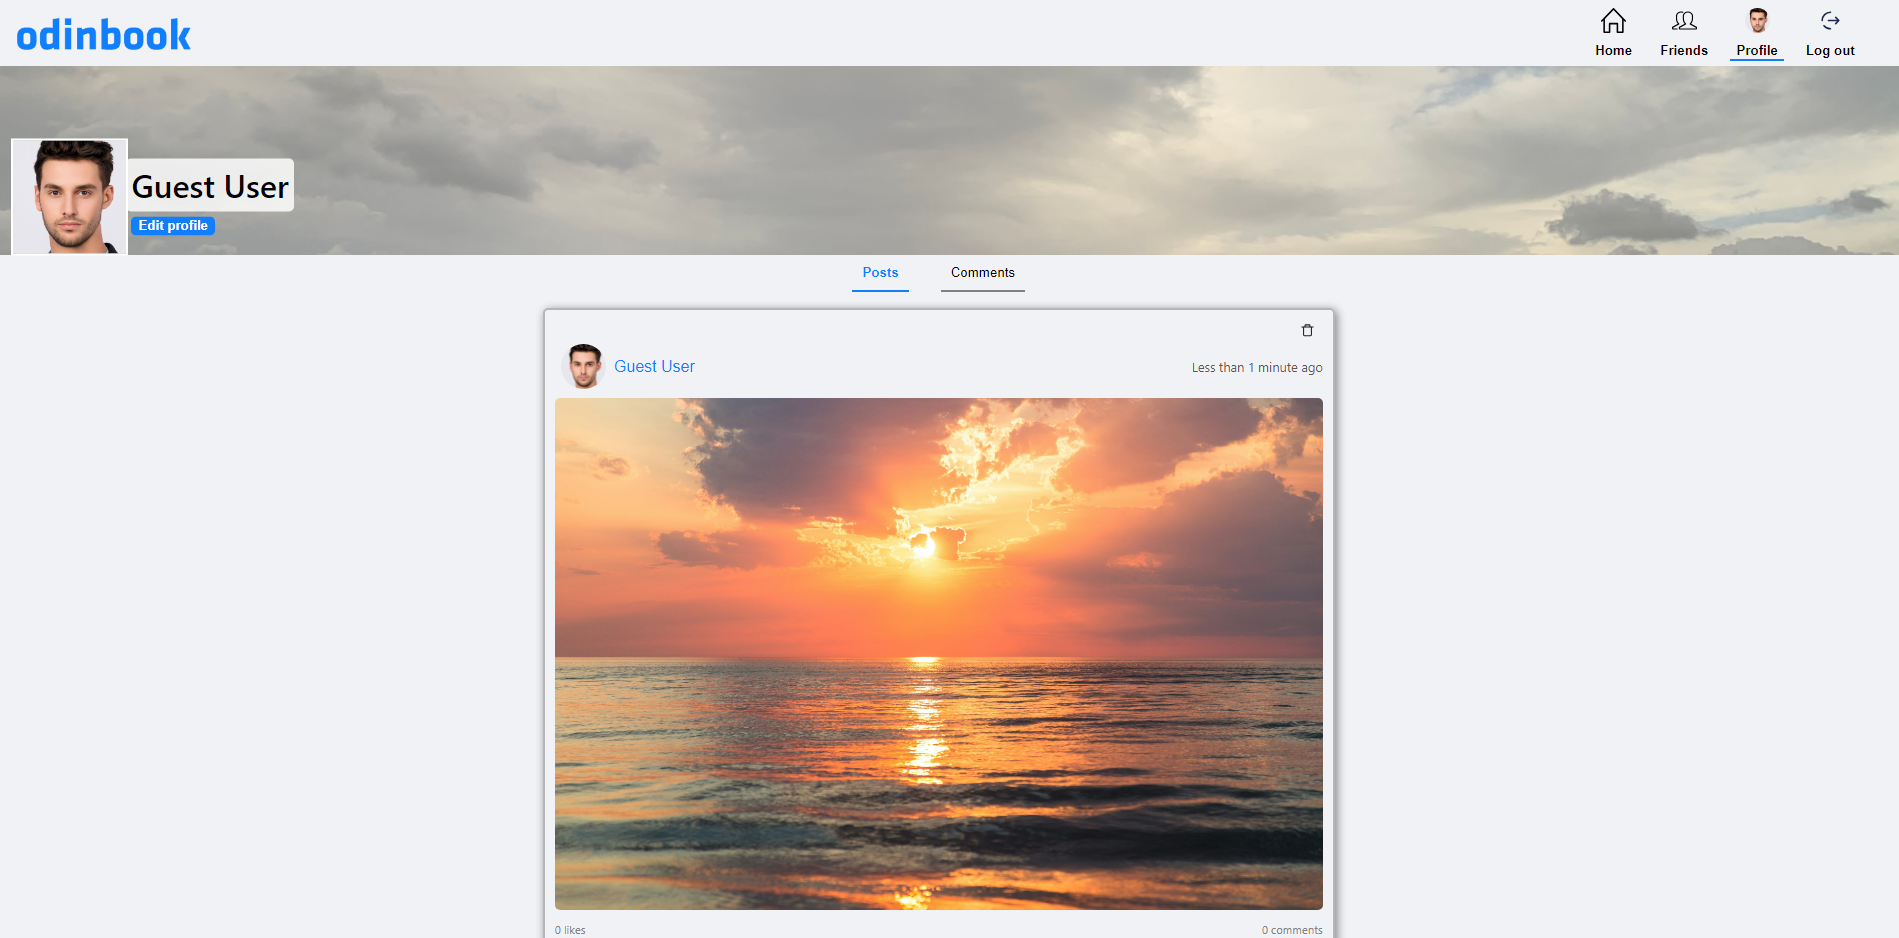 odinbook
Home Friends Profile Log out
Guest User
Edit profile
Posts Comments
Guest User Less than 1 minute ago
0 likes 0 comments